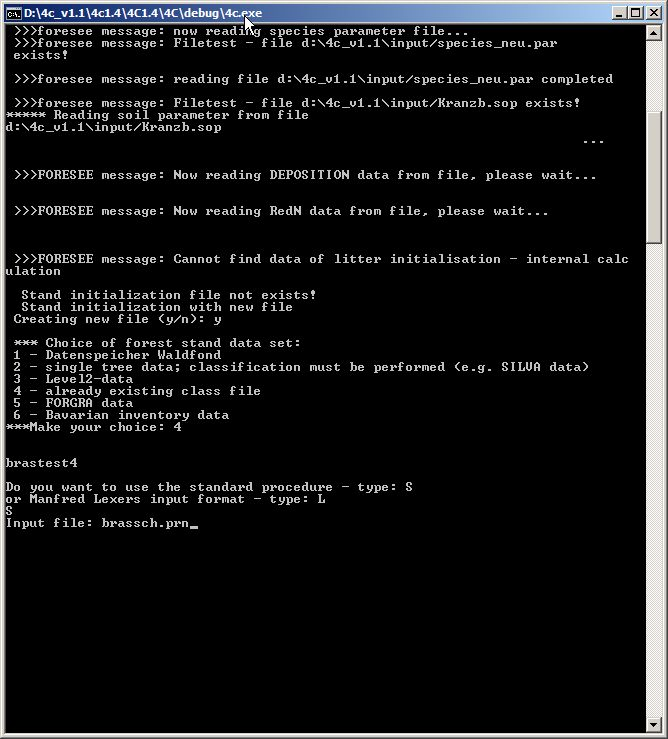 D:\4c_v1.1\4c1.4\4C1.4\4C\debug\4c.exe
>>>foresee message: now reading species parameter file...
>>>foresee message: Filetest - file d:\4c_v1.1\input/species_neu.par
exists!
>>>foresee message: reading file d:\4c_v1.1\input/species_neu.par completed
>>>foresee message: Filetest - file d:\4c_v1.1\input/Kranzb.sop exists!
***** Reading soil parameter from file
d:\4c_v1.1\input/Kranzb.sop
...
>>>FORESEE message: Now reading DEPOSITION data from file, please wait...
>>>FORESEE message: Now reading RedN data from file, please wait...
>>>FORESEE message: Cannot find data of litter initialisation - internal calc
ulation
Stand initialization file not exists!
Stand initialization with new file
Creating new file (y/n): y
*** Choice of forest stand data set:
1 - Datenspeicher Waldfond
2 - single tree data; classification must be performed (e.g. SILVA data)
3 - Level2-data
4 - already existing class file
5 - FORGRA data
6 - Bavarian inventory data
***Make your choice: 4
brastest4
Do you want to use the standard procedure - type: S
or Manfred Lexers input format - type: L
S
Input file: brassch.prn_